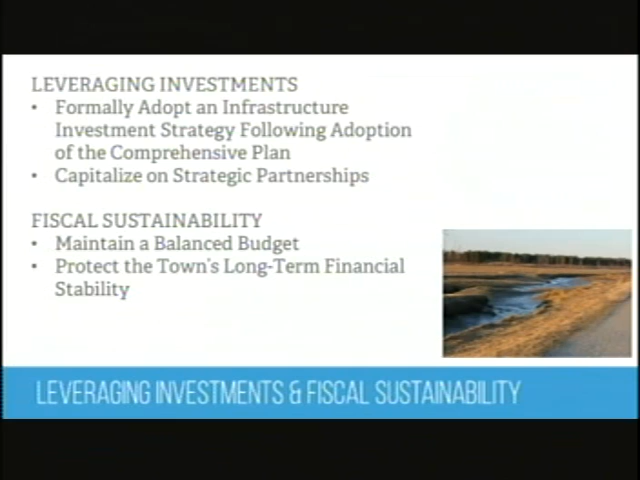 LEVERAGING INVESTMENTS
• Formally Adopt an Infrastructure
Investment Strategy Following Adoption
of the Comprehensive Plan
• Capitalize on Strategic Partnerships
FISCAL SUSTAINABILITY
• Maintain a Balanced Budget
• Protect the Town's Long-Term Financial
Stability
LEVERAGING INVESTMENTS & FISCAL SUSTAINABILITY